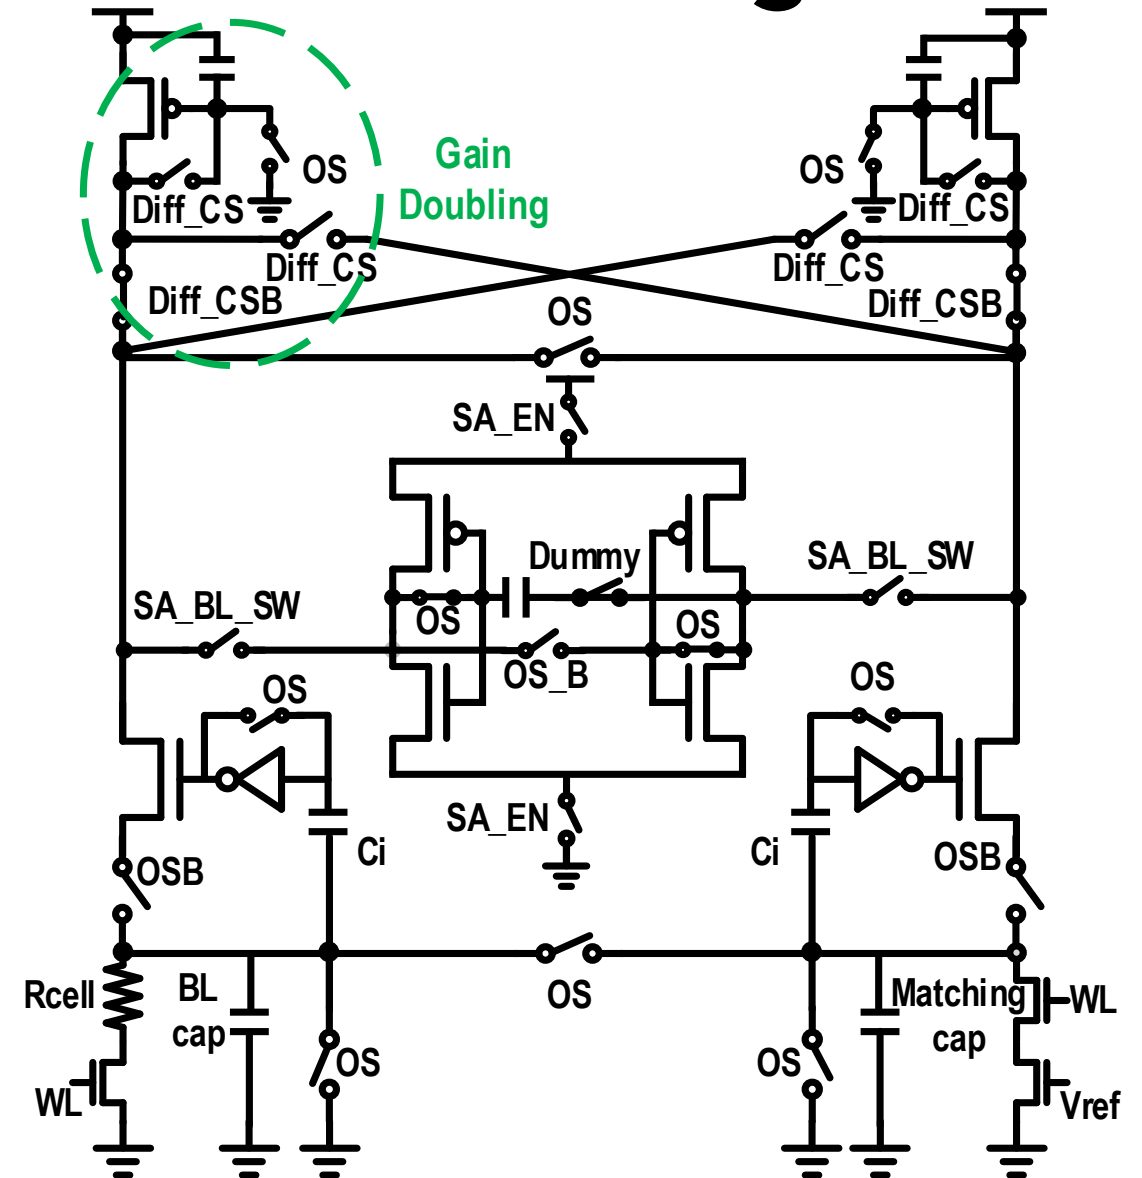 OS
Gain
Doubling
OS
Diff_CS
Diff_CS
Diff_CS
Diff_CS
Diff_CSB
OS
Diff_CSB
SA_EN
Dummy
SA_BL_SW
SA_BL_SW
OS
OS
OS_B
OS
OS
SA_EN
Ci
Ci
OSB
OSB
Rcell
BL
cap
OS
Matching
cap
WL
OS
OS
WL
Vref